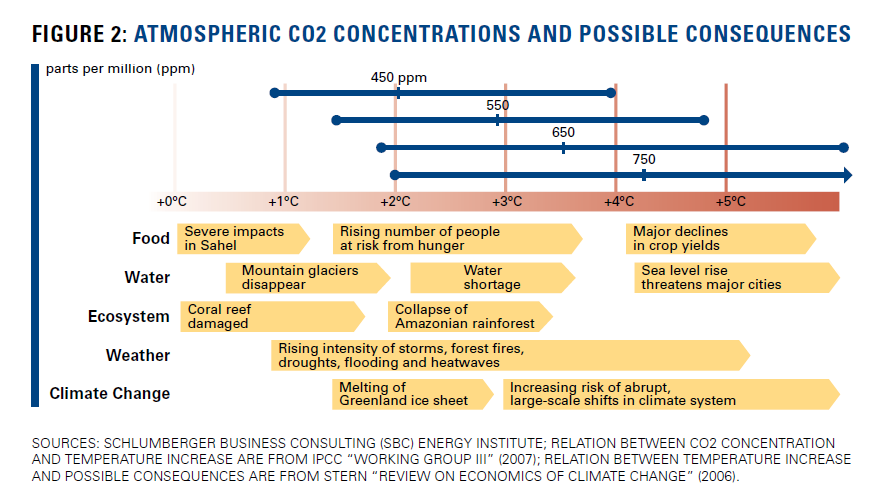 FIGURE 2: ATMOSPHERIC CO2 CONCENTRATIONS AND POSSIBLE CONSEQUENCES
parts per million (ppm)
450 ppm
550
650
750
+0°C +1°C +2°C +3°C +4°C +5°C
Food
Severe impacts
in Sahel
Rising number of people
at risk from hunger
Major declines
in crop yields
Water
Mountain glaciers
disappear
Water
shortage
Sea level rise
threatens major cities
Ecosystem
Coral reef
damaged
Collapse of
Amazonian rainforest
Weather
Rising intensity of storms, forest fires,
droughts, flooding and heatwaves
Climate Change
Melting of
Greenland ice sheet
Increasing risk of abrupt,
large-scale shifts in climate system
SOURCES: SCHLUMBERGER BUSINESS CONSULTING (SBC) ENERGY INSTITUTE; RELATION BETWEEN CO2 CONCENTRATION
AND TEMPERATURE INCREASE ARE FROM IPCC “WORKING GROUP III” (2007); RELATION BETWEEN TEMPERATURE INCREASE
AND POSSIBLE CONSEQUENCES ARE FROM STERN “REVIEW ON ECONOMICS OF CLIMATE CHANGE” (2006).